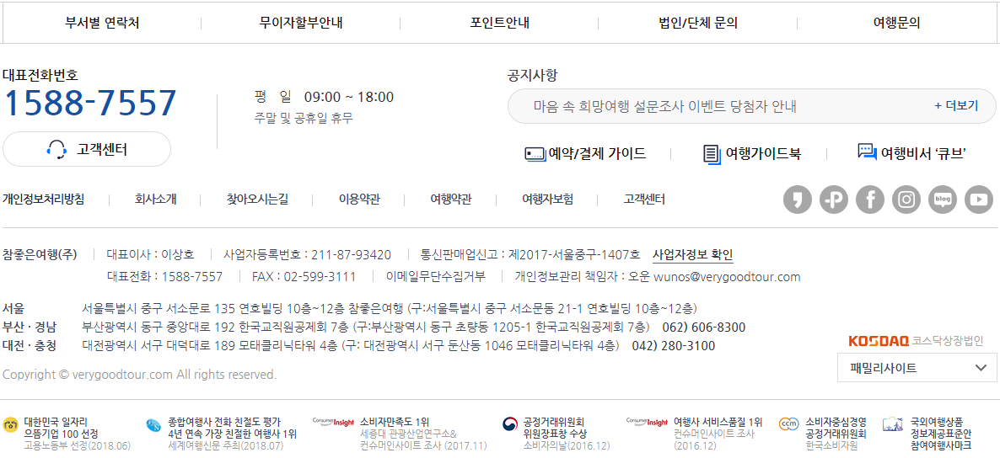 부서별 연락처 무이자할부안내 포인트안내 법인/단체 문의 여행문의
대표전화번호
1588-7557
고객센터
평 일 09:00 ~ 18:00
주말 및 공휴일 휴무
공지사항
마음 속 희망여행 설문조사 이벤트 당첨자 안내 + 더보기
예약/결제 가이드 여행가이드북 여행비서 ‘큐브’
개인정보처리방침 회사소개 찾아오시는길 이용약관 여행약관 여행자보험 고객센터
blog
참좋은여행(주) 대표이사 : 이상호 사업자등록번호 : 211-87-93420 통신판매업신고 : 제2017-서울중구-1407호 사업자정보 확인
대표전화 : 1588-7557 FAX : 02-599-3111 이메일무단수집거부 개인정보관리 책임자 : 오운 wunos@verygoodtour.com
서울 서울특별시 중구 서소문로 135 연호빌딩 10층~12층 참좋은여행 (구:서울특별시 중구 서소문동 21-1 연호빌딩 10층~12층)
부산 · 경남 부산광역시 동구 중앙대로 192 한국교직원공제회 7층 (구:부산광역시 동구 초량동 1205-1 한국교직원공제회 7층) 062) 606-8300
대전 · 충청 대전광역시 서구 대덕대로 189 모태클리닉타워 4층 (구: 대전광역시 서구 둔산동 1046 모태클리닉타워 4층) 042) 280-3100
KOSDAQ 코스닥상장법인
패밀리사이트
Copyright © verygoodtour.com All rights reserved.
대한민국 일자리
으뜸기업 100 선정
고용노동부 선정(2018.06)
종합여행사 전화 친절도 평가
4년 연속 가장 친절한 여행사 1위
세계여행신문 주최(2018.07)
Consumer Insight
소비자만족도 1위
세종대 관광산업연구소&
컨슈머인사이트 조사 (2017.11)
공정거래위원회
위원장표창 수상
소비자의날(2016.12)
Consumer Insight
여행사 서비스품질 1위
컨슈머인사이트 조사
(2016.12)
ccm
소비자중심경영
공정거래위원회
한국소비자원
국외여행상품
정보제공표준안
참여여행사마크